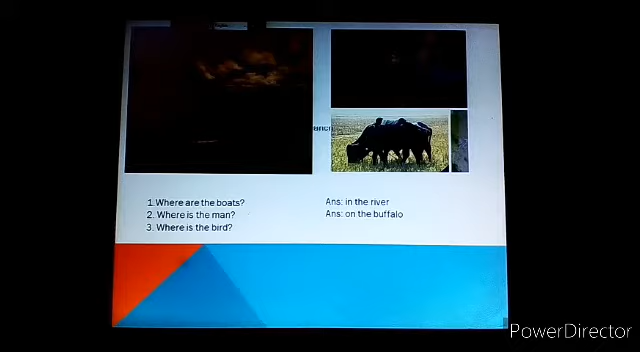 1. Where are the boats? Ans: in the river
2. Where is the man? Ans: on the buffalo
3. Where is the bird?
PowerDirector